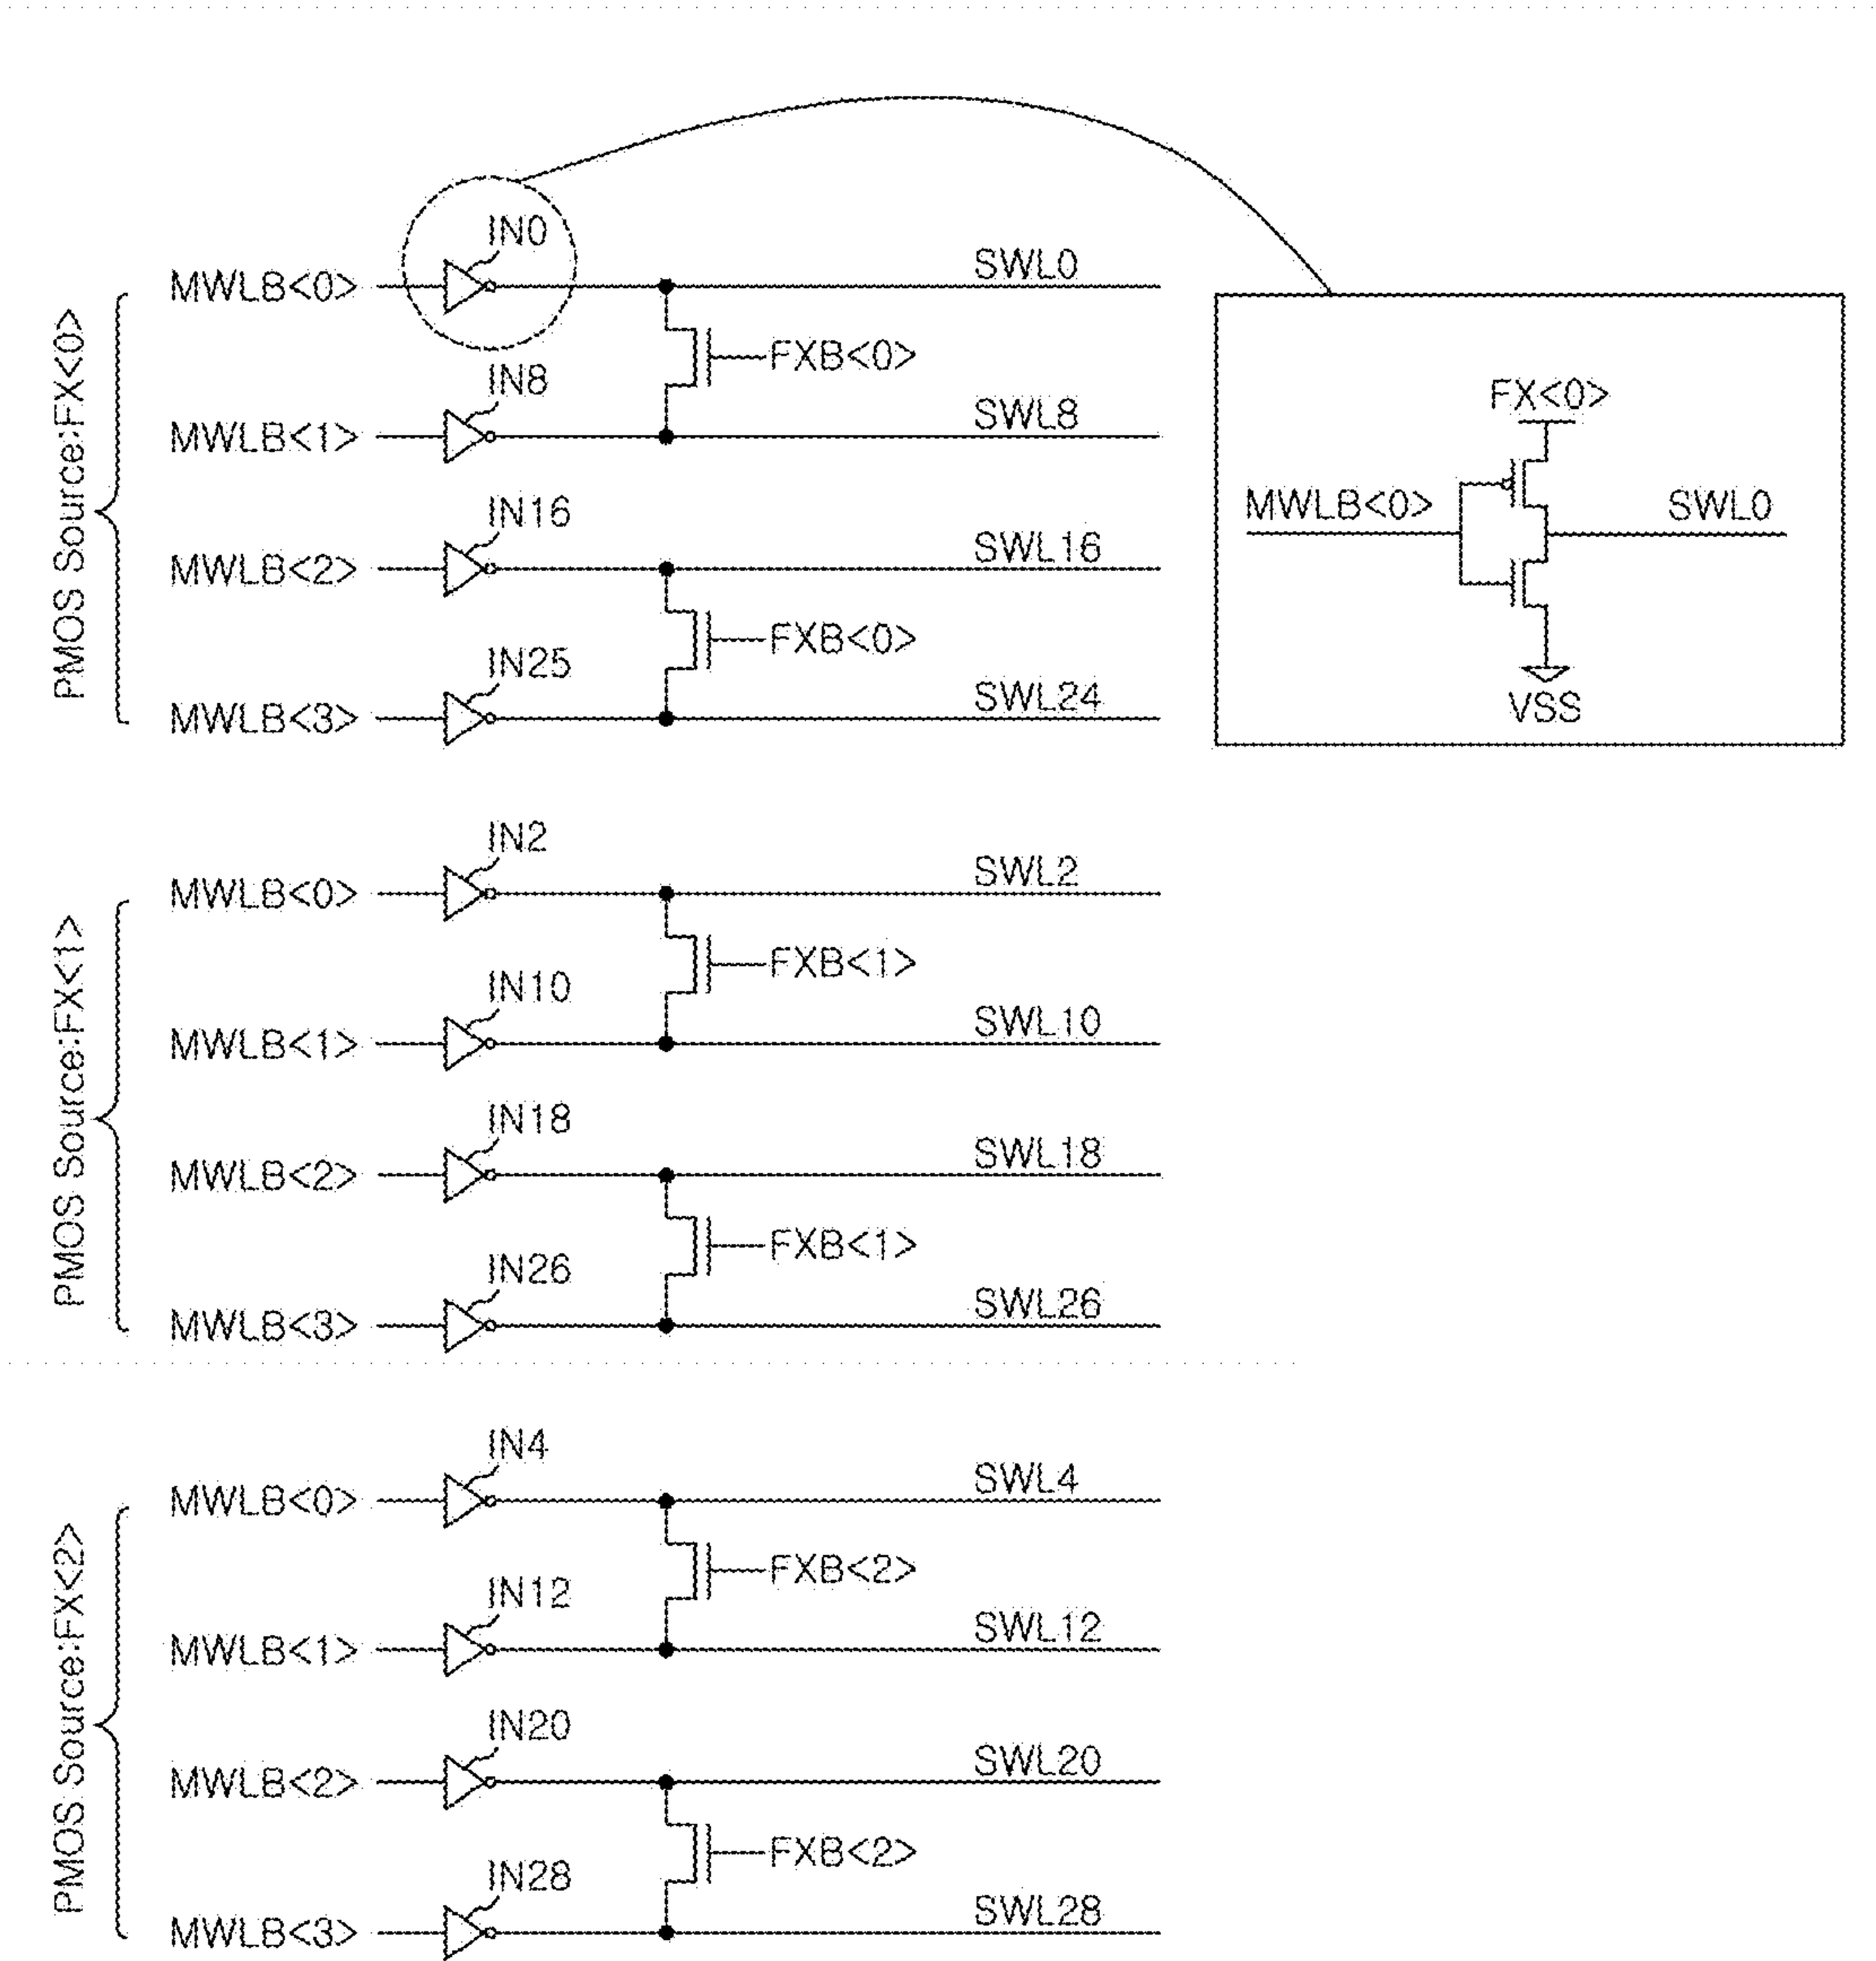 PMOS Source:FX<0>
MWLB<0>
IN0
SWL0
FXB<0>
MWLB<1>
IN8
SWL8
MWLB<2>
IN16
SWL16
FXB<0>
MWLB<3>
IN25
SWL24
FX<0>
MWLB<0>
SWL0
VSS
PMOS Source:FX<1>
MWLB<0>
IN2
SWL2
FXB<1>
MWLB<1>
IN10
SWL10
MWLB<2>
IN18
SWL18
FXB<1>
MWLB<3>
IN26
SWL26
PMOS Source:FX<2>
MWLB<0>
IN4
SWL4
FXB<2>
MWLB<1>
IN12
SWL12
MWLB<2>
IN20
SWL20
FXB<2>
MWLB<3>
IN28
SWL28